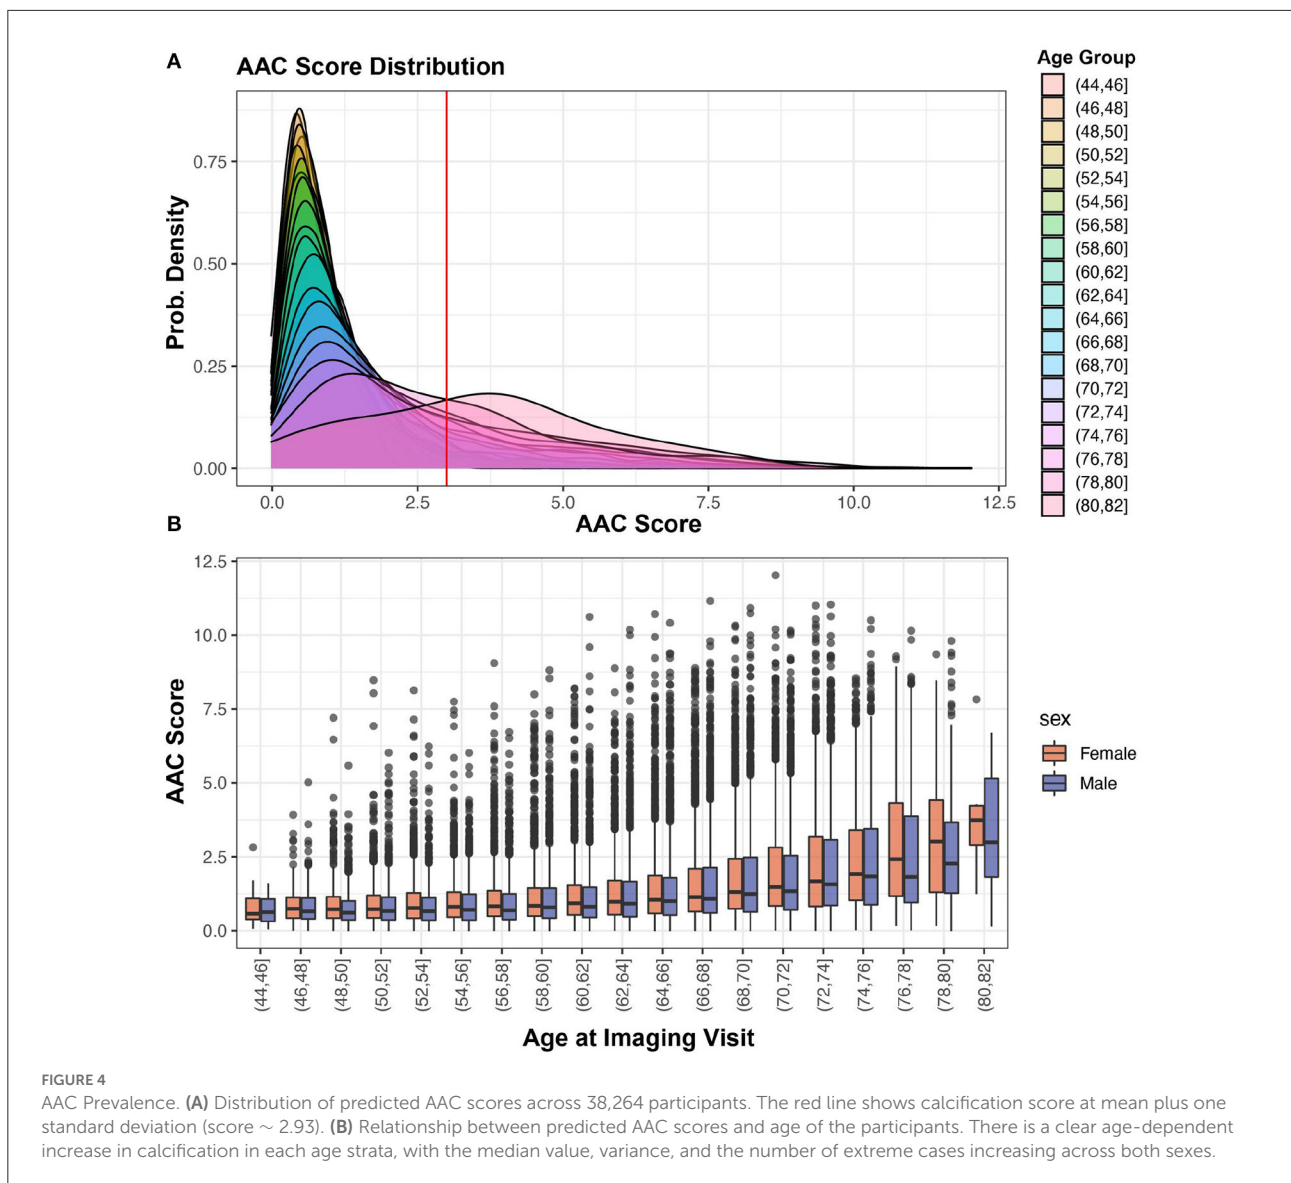 A
AAC Score Distribution
Prob. Density
0.75
0.50
0.25
0.00
0.0 2.5 5.0 7.5 10.0 12.5
AAC Score
Age Group
(44,46]
(46,48]
(48,50]
(50,52]
(52,54]
(54,56]
(56,58]
(58,60]
(60,62]
(62,64]
(64,66]
(66,68]
(68,70]
(70,72]
(72,74]
(74,76]
(76,78]
(78,80]
(80,82]
B
AAC Score
12.5
10.0
7.5
5.0
2.5
0.0
(44,46] (46,48] (48,50] (50,52] (52,54] (54,56] (56,58] (58,60] (60,62] (62,64] (64,66] (66,68] (68,70] (70,72] (72,74] (74,76] (76,78] (78,80] (80,82]
Age at Imaging Visit
sex
Female
Male
FIGURE 4
AAC Prevalence. (A) Distribution of predicted AAC scores across 38,264 participants. The red line shows calcification score at mean plus one
standard deviation (score ∼ 2.93). (B) Relationship between predicted AAC scores and age of the participants. There is a clear age-dependent
increase in calcification in each age strata, with the median value, variance, and the number of extreme cases increasing across both sexes.